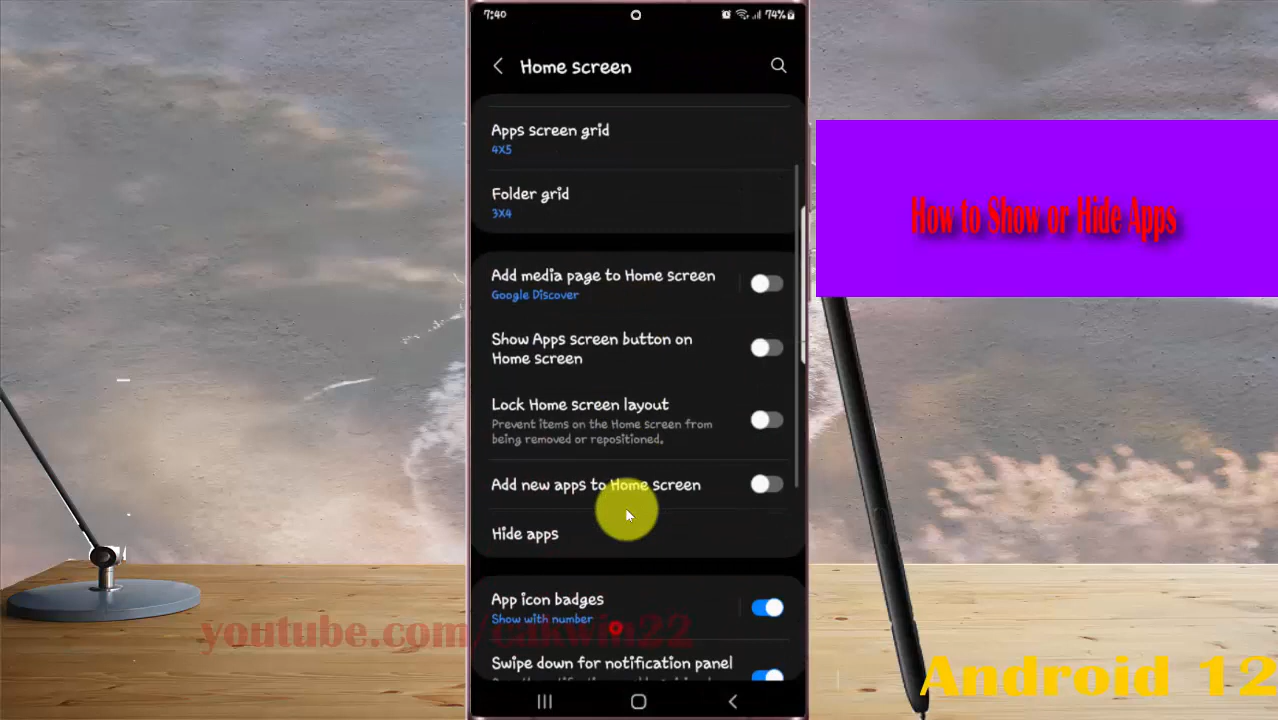 7:40
74%
Home screen
Apps screen grid
4X5
Folder grid
3X4
Add media page to Home screen
Google Discover
Show Apps screen button on
Home screen
Lock Home screen layout
Prevent items on the Home screen from
being removed or repositioned.
Add new apps to Home screen
Hide apps
App icon badges
Show with number
Swipe down for notification panel
How to Show or Hide Apps
youtube.com/cakwin22
Android 12